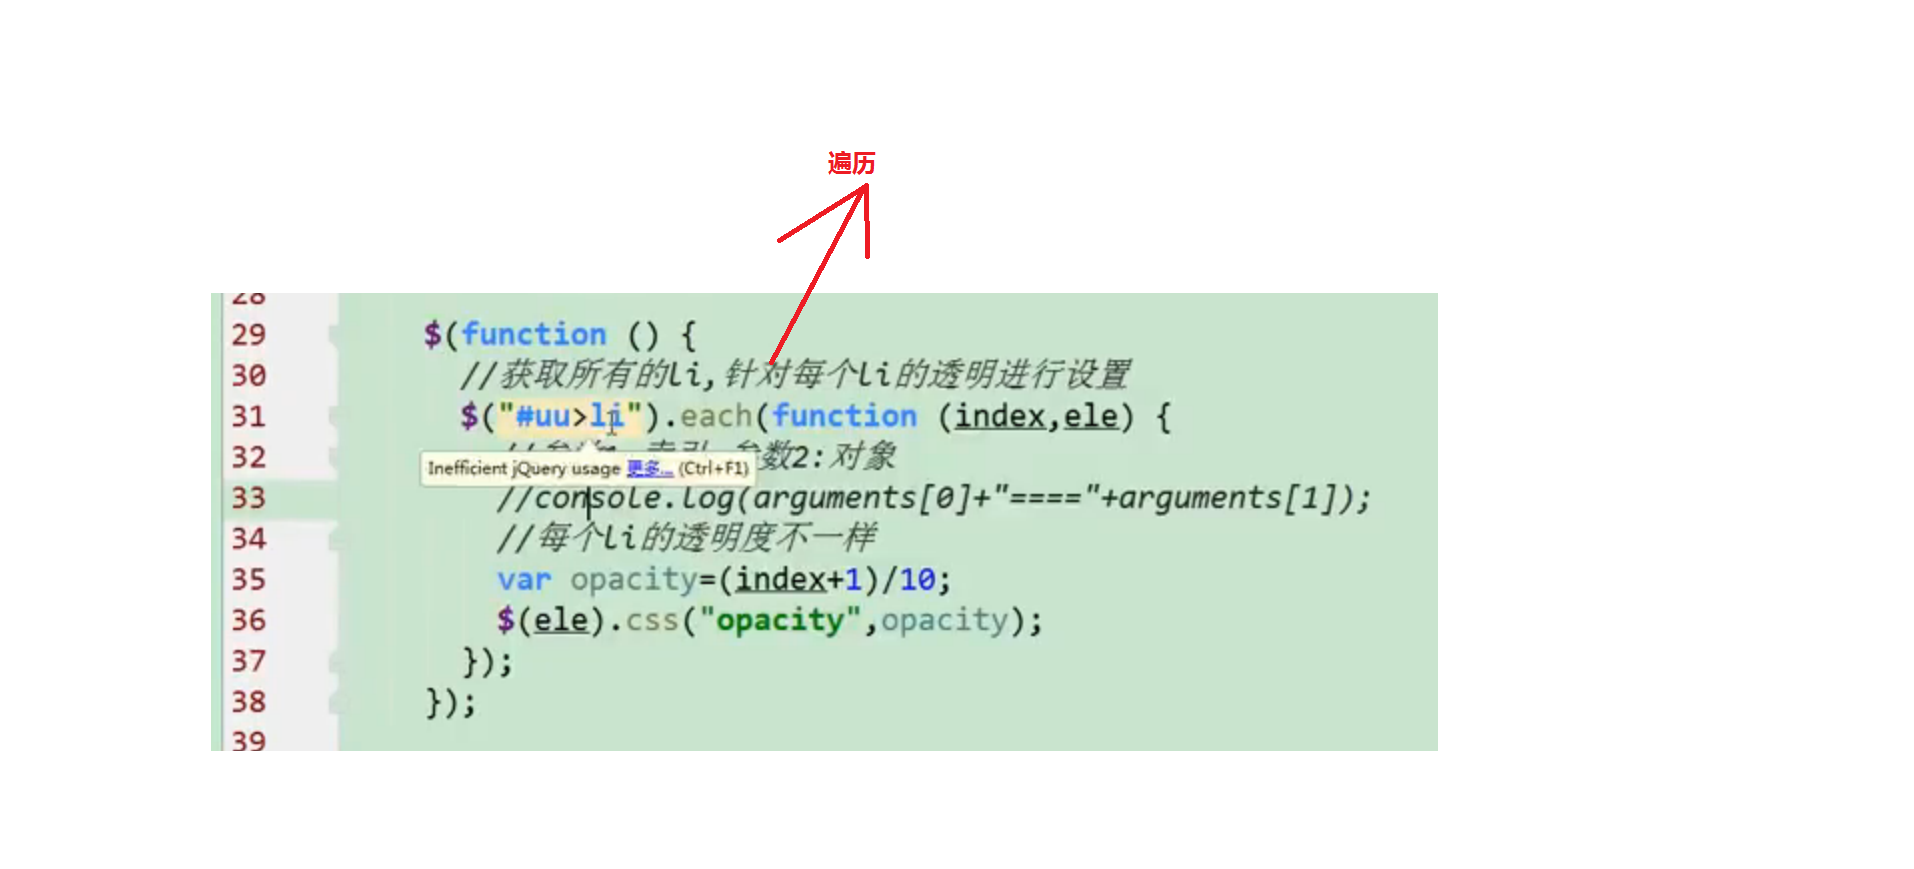 遍历
28
29 $(function () {
30 //获取所有的li,针对每个li的透明进行设置
31 $("#uu>li").each(function (index,ele) {
32 参数2:对象
Inefficient jQuery usage 更多... (Ctrl+F1)
33 //console.log(arguments[0]+"===="+arguments[1]);
34 //每个li的透明度不一样
35 var opacity=(index+1)/10;
36 $(ele).css("opacity",opacity);
37 });
38 });
39